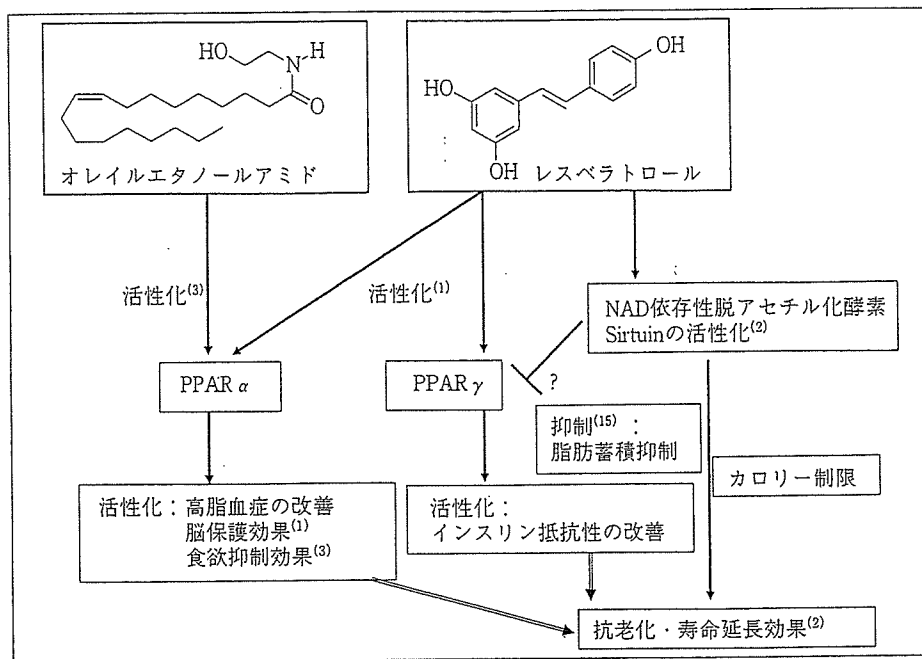 HO
N
H
O
オレイルエタノールアミド
OH
HO
OH
レスベラトロール
活性化(3)
活性化(1)
NAD依存性脱アセチル化酵素
Sirtuinの活性化(2)
PPAR α
PPAR γ
?
抑制(15)：
脂肪蓄積抑制
カロリー制限
活性化：高脂血症の改善
脳保護効果(1)
食欲抑制効果(3)
活性化：
インスリン抵抗性の改善
抗老化・寿命延長効果(2)